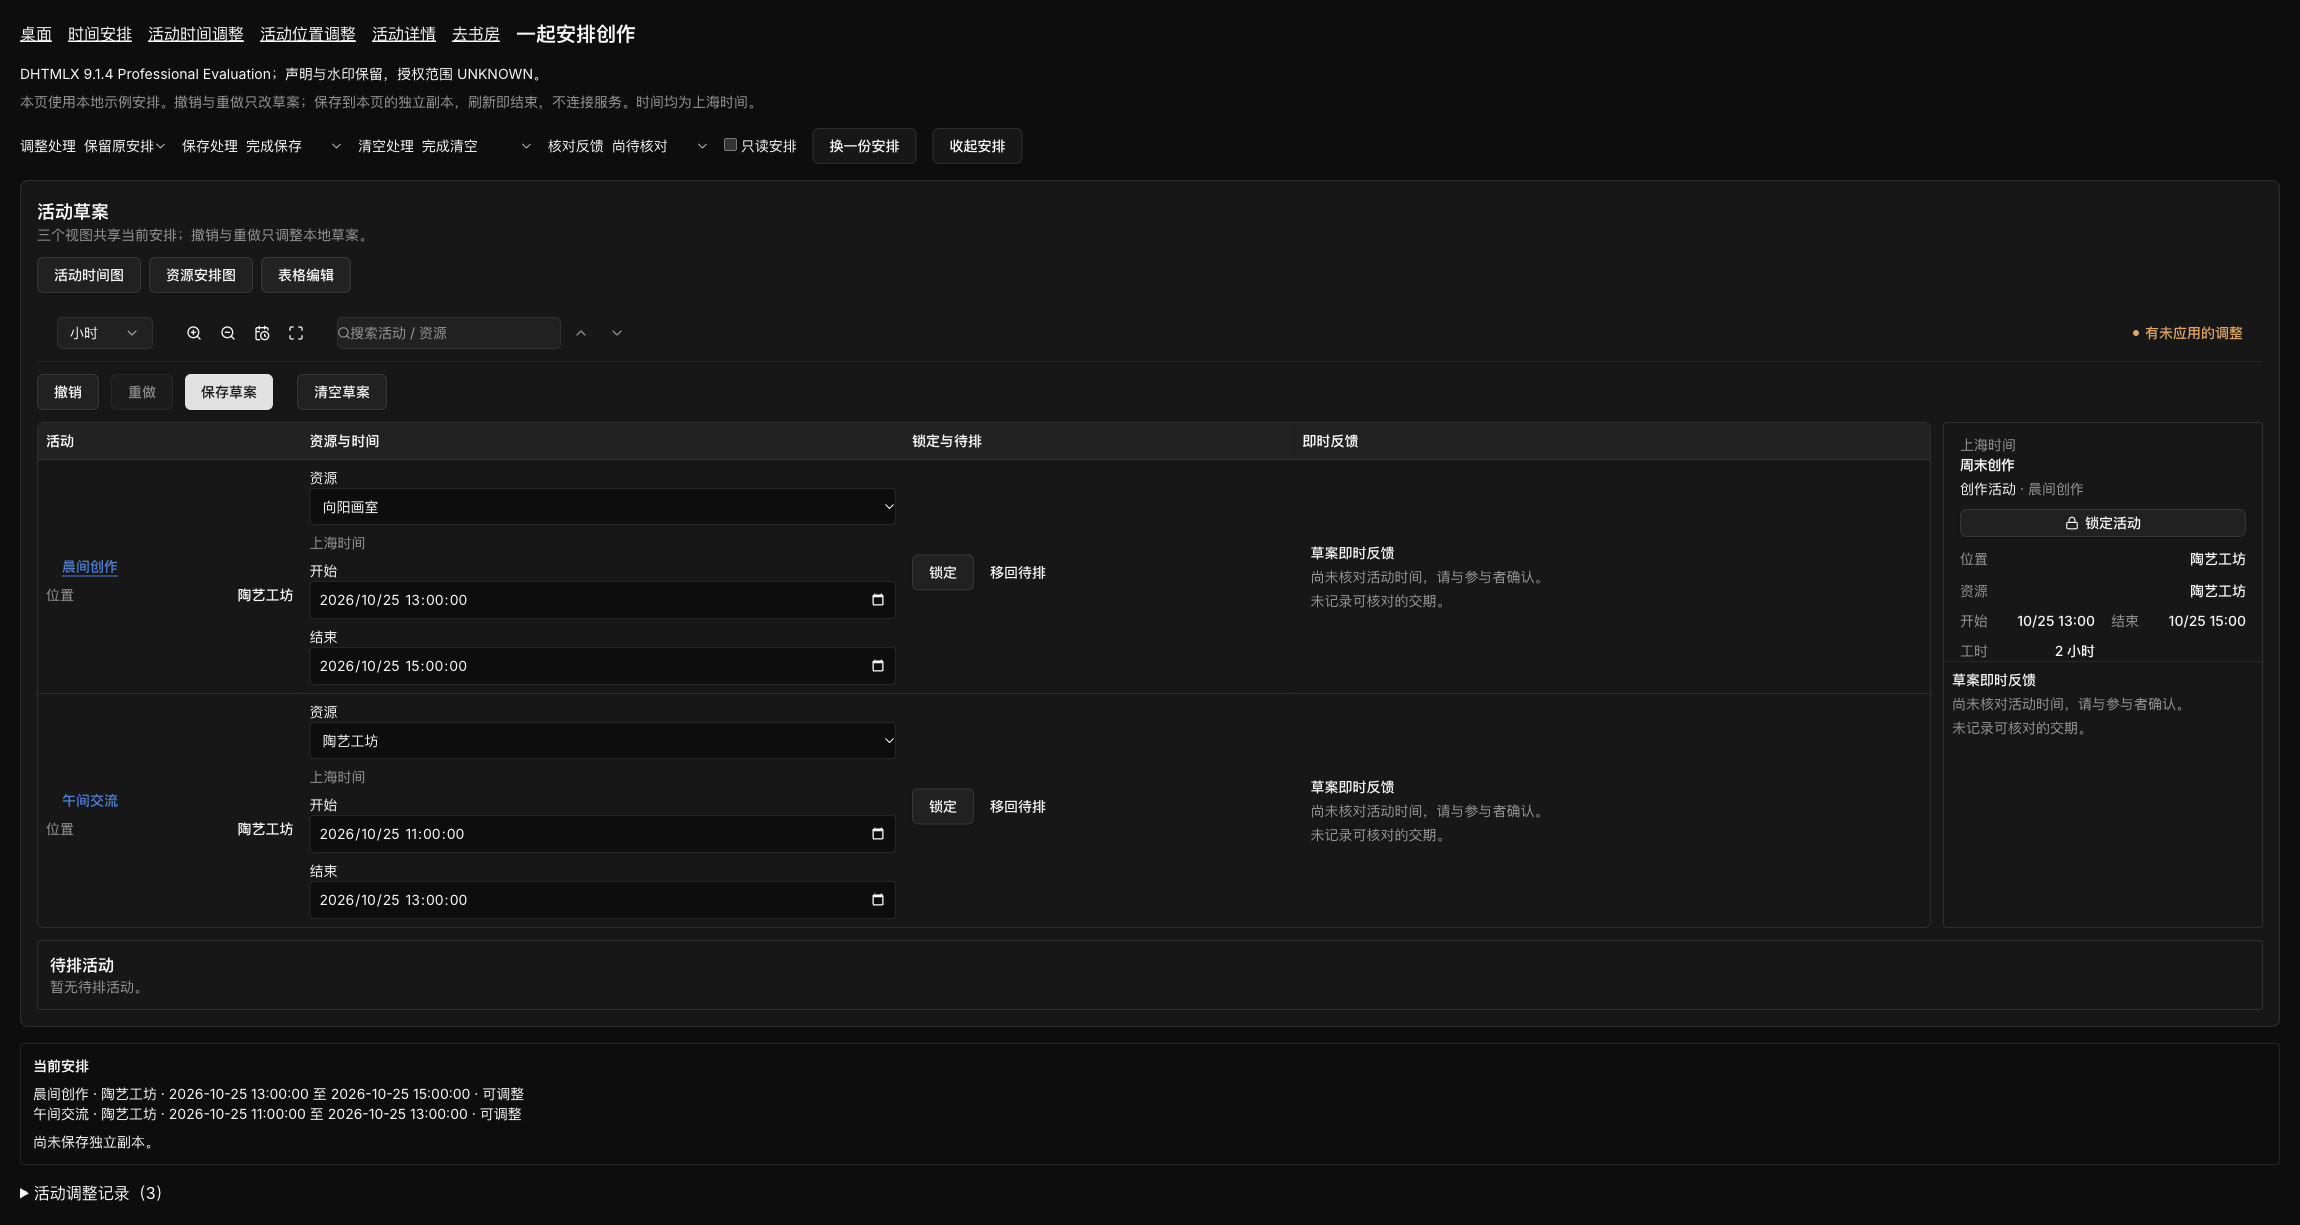 桌面 时间安排 活动时间调整 活动位置调整 活动详情 去书房 一起安排创作
DHTMLX 9.1.4 Professional Evaluation；声明与水印保留，授权范围 UNKNOWN。
本页使用本地示例安排。撤销与重做只改草案；保存到本页的独立副本，刷新即结束，不连接服务。时间均为上海时间。
调整处理 保留原安排 保存处理 完成保存 清空处理 完成清空 核对反馈 尚待核对 只读安排 换一份安排 收起安排
活动草案
三个视图共享当前安排；撤销与重做只调整本地草案。
活动时间图 资源安排图 表格编辑
小时 搜索活动 / 资源 有未应用的调整
撤销 重做 保存草案 清空草案
活动 资源与时间 锁定与待排 即时反馈
资源
向阳画室
上海时间
开始
晨间创作
位置 陶艺工坊
2026/10/25 13:00:00
结束
2026/10/25 15:00:00
锁定 移回待排
草案即时反馈
尚未核对活动时间，请与参与者确认。
未记录可核对的交期。
资源
陶艺工坊
上海时间
开始
午间交流
位置 陶艺工坊
2026/10/25 11:00:00
结束
2026/10/25 13:00:00
锁定 移回待排
草案即时反馈
尚未核对活动时间，请与参与者确认。
未记录可核对的交期。
上海时间
周末创作
创作活动 · 晨间创作
锁定活动
位置 陶艺工坊
资源 陶艺工坊
开始 10/25 13:00 结束 10/25 15:00
工时 2 小时
草案即时反馈
尚未核对活动时间，请与参与者确认。
未记录可核对的交期。
待排活动
暂无待排活动。
当前安排
晨间创作 · 陶艺工坊 · 2026-10-25 13:00:00 至 2026-10-25 15:00:00 · 可调整
午间交流 · 陶艺工坊 · 2026-10-25 11:00:00 至 2026-10-25 13:00:00 · 可调整
尚未保存独立副本。
活动调整记录（3）